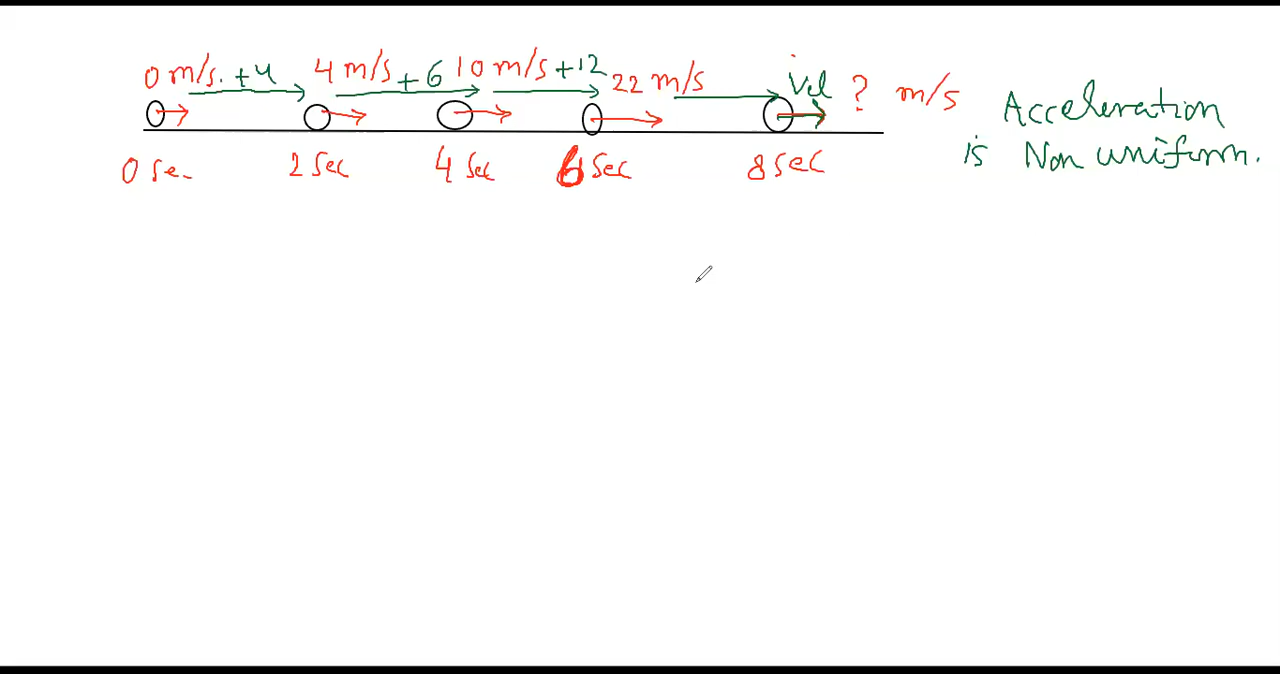 0 m/s. +4 4 m/s +6 10 m/s +12 22 m/s Vel ? m/s
0 Se 2 Sec 4 Sec 6 Sec 8 Sec
Acceleration
is Non uniform.